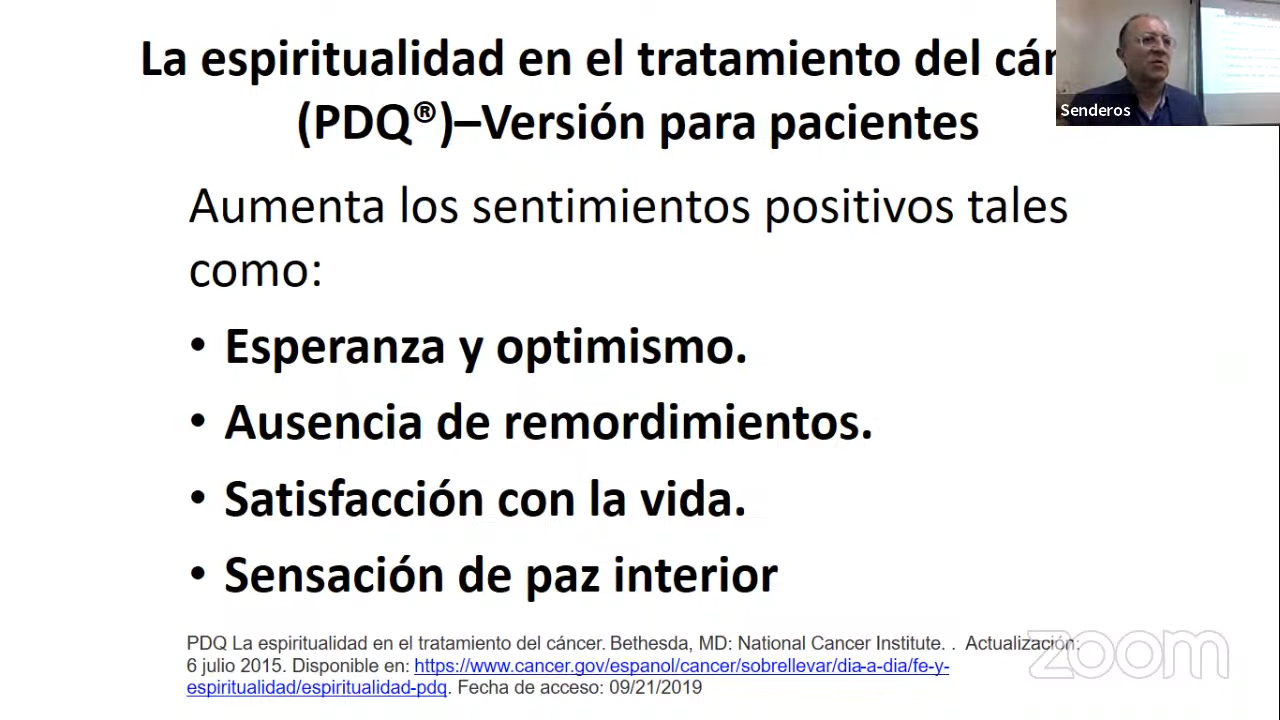 La espiritualidad en el tratamiento del
(PDQ®)–Versión para pacientes
Senderos
Aumenta los sentimientos positivos tales
como:
• Esperanza y optimismo.
• Ausencia de remordimientos.
• Satisfacción con la vida.
• Sensación de paz interior
PDQ La espiritualidad en el tratamiento del cáncer. Bethesda, MD: National Cancer Institute. . Actualización:
6 julio 2015. Disponible en: https://www.cancer.gov/espanol/cancer/sobrellevar/dia-a-dia/fe-y-
espiritualidad/espiritualidad-pdq. Fecha de acceso: 09/21/2019
zoom